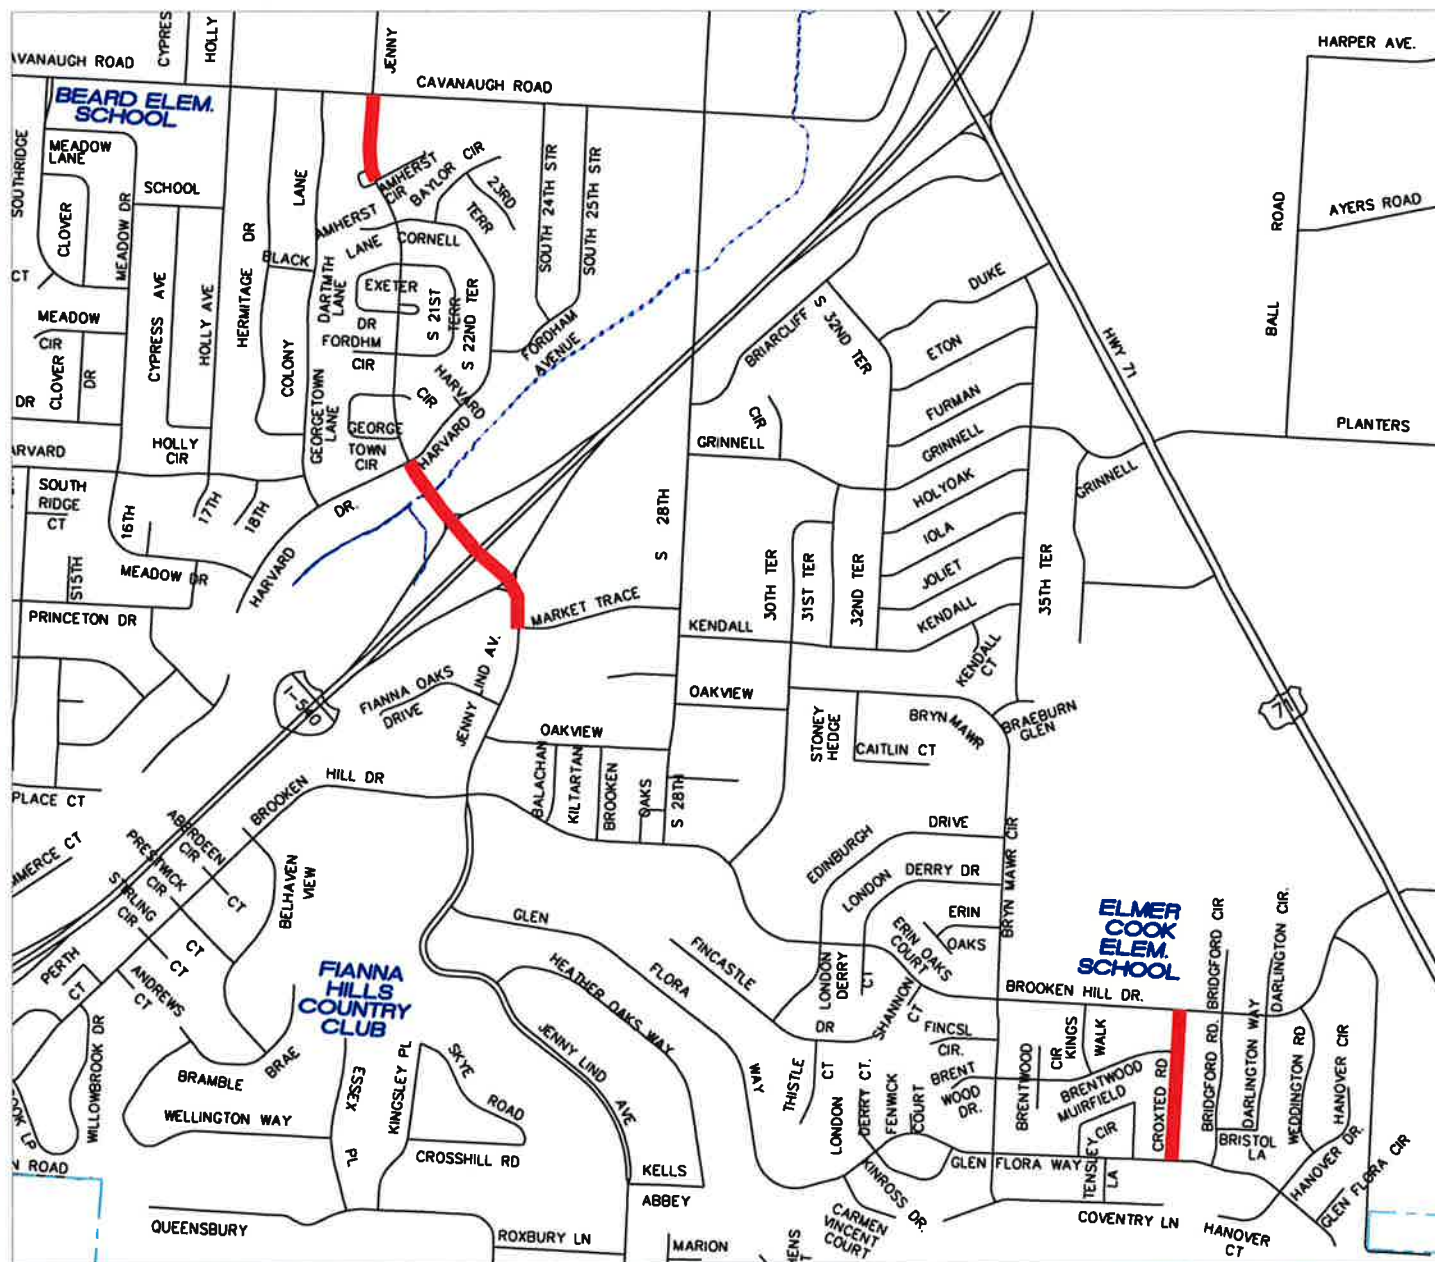 CYPRES
HOLLY
JENNY
HARPER AVE.
AVANAUGH ROAD
CAVANAUGH ROAD
BEARD ELEM.
SCHOOL
SOUTHRIDGE
MEADOW
LANE
CLOVER
MEADOW DR
SCHOOL
LANE
HERMITAGE DR
BLACK
COLONY
AMHERST
CIR
AMHERST CIR
BAYLOR CIR
23RD
TERR
LANE
CORNELL
SOUTH 24TH STR
SOUTH 25TH STR
BALL ROAD
AYERS ROAD
CT
MEADOW
CIR
CLOVER
DR
DR
CYPRESS AVE
HOLLY AVE
DARTMTH
LANE
EXETER
DR
S 21ST
TERR
S 22ND TER
FORDHM
CIR
FORDHAM
AVENUE
BRIARCLIFF
S 32ND TER
DUKE
HWY 71
ETON
FURMAN
GRINNELL
HOLYOAK
IOLA
JOLIET
KENDALL
GEORGETOWN
LANE
CIR
GEORGE
TOWN
CIR
HARVARD
HARVARD
CIR
GRINNELL
GRINNELL
PLANTERS
ARVARD
HOLLY
CIR
SOUTH
RIDGE
CT
16TH
17TH
18TH
HARVARD DR.
S15TH
MEADOW DR
PRINCETON DR
S 28TH
30TH TER
31ST TER
32ND TER
35TH TER
MARKET TRACE
KENDALL
KENDALL
CT
JENNY LIND AV.
I-540
FIANNA OAKS
DRIVE
OAKVIEW
OAKVIEW
STONEY
HEDGE
CAITLIN CT
BRYN MAWR
BRAEBURN
GLEN
71
PLACE CT
MMERCE CT
BROOKEN HILL DR
BALACHAN
KILTARTAN
BROOKEN
OAKS
S 28TH
ABERDEEN
CIR
PRESTWICK
CIR
STIRLING
CIR
CT
CT
CT
BELHAVEN
VIEW
EDINBURGH DRIVE
LONDON DERRY DR
ERIN
OAKS
ERIN OAKS
COURT
BRYN MAWR CIR
ELMER
COOK
ELEM.
SCHOOL
BRIDGFORD CIR
DARLINGTON CIR.
GLEN FLORA WAY
FINCASTLE DR
LONDON
DERRY
CT
SHANNON
CT
BROOKEN HILL DR.
PERTH
CT
ANDREWS
CT
FIANNA
HILLS
COUNTRY
CLUB
HEATHER OAKS WAY
JENNY LIND AVE
FINCSL
CIR.
KINGS
WALK
CIR
BRENT
WOOD
DR.
BRENTWOOD
BRENTWOOD
MUIRFIELD
CROXTED RD
BRIDGFORD RD.
DARLINGTON WAY
WEDDINGTON RD
HANOVER CIR
WILLOWBROOK DR
OOK LP
BRAMBLE
BRAE
ESSEX PL
KINGSLEY PL
SKYE
ROAD
THISTLE
LONDON CT
DERRY CT.
FENWICK
COURT
WELLINGTON WAY
CROSSHILL RD
KELLS
ABBEY
GLEN FLORA WAY
TENSLEY CIR
LA
BRISTOL
LA
HANOVER DR.
GLEN FLORA CIR
N ROAD
KINROSS DR.
CARMEN
VINCENT
COURT
COVENTRY LN
HANOVER
CT
QUEENSBURY
ROXBURY LN
MARION